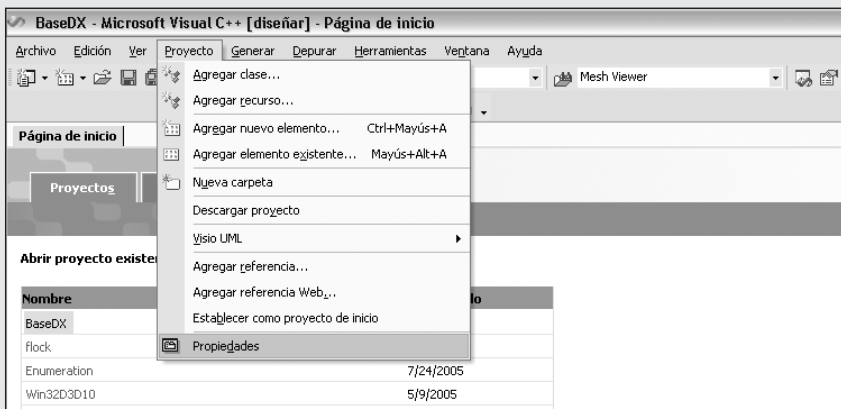 BaseDX - Microsoft Visual C++ [diseñar] - Página de inicio
Archivo Edición Ver Proyecto Generar Depurar Herramientas Ventana Ayuda
Mesh Viewer
Página de inicio
Agregar clase...
Agregar recurso...
Agregar nuevo elemento... Ctrl+Mayús+A
Agregar elemento existente... Mayús+Alt+A
Nueva carpeta
Descargar proyecto
Visio UML
Agregar referencia...
Agregar referencia Web...
Establecer como proyecto de inicio
Propiedades
Proyectos
Abrir proyecto
Nombre
BaseDX
flock
Enumeration 7/24/2005
Win32D3D10 5/9/2005